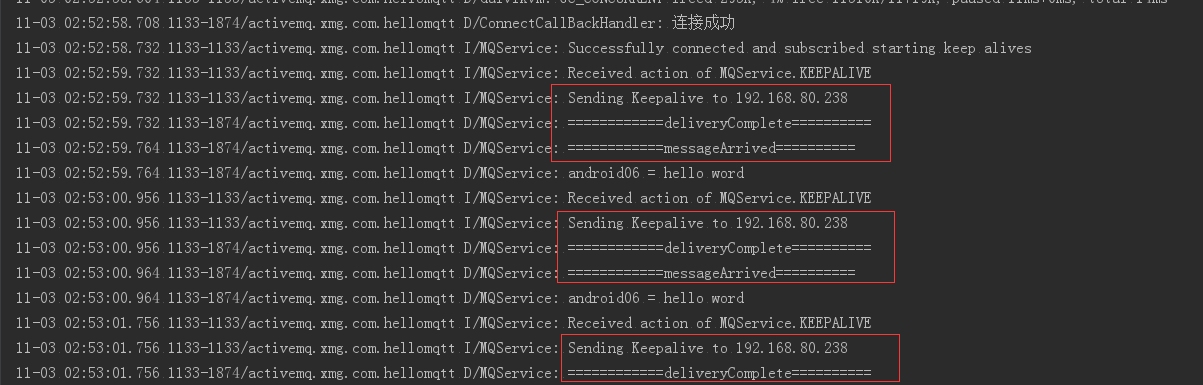 11-03 02:52:58.708 1133-1874/activemq.xmg.com.hellomqtt D/ConnectCallBackHandler: 连接成功
11-03 02:52:58.732 1133-1133/activemq.xmg.com.hellomqtt I/MQService: Successfully connected and subscribed starting keep alives
11-03 02:52:59.732 1133-1133/activemq.xmg.com.hellomqtt I/MQService: Received action of MQService.KEEPALIVE
11-03 02:52:59.732 1133-1133/activemq.xmg.com.hellomqtt I/MQService: Sending Keepalive to 192.168.80.238
11-03 02:52:59.732 1133-1874/activemq.xmg.com.hellomqtt D/MQService: ============deliveryComplete==========
11-03 02:52:59.764 1133-1874/activemq.xmg.com.hellomqtt D/MQService: ============messageArrived==========
11-03 02:52:59.764 1133-1874/activemq.xmg.com.hellomqtt D/MQService: android06 = hello word
11-03 02:53:00.956 1133-1133/activemq.xmg.com.hellomqtt I/MQService: Received action of MQService.KEEPALIVE
11-03 02:53:00.956 1133-1133/activemq.xmg.com.hellomqtt I/MQService: Sending Keepalive to 192.168.80.238
11-03 02:53:00.956 1133-1874/activemq.xmg.com.hellomqtt D/MQService: ============deliveryComplete==========
11-03 02:53:00.964 1133-1874/activemq.xmg.com.hellomqtt D/MQService: ============messageArrived==========
11-03 02:53:00.964 1133-1874/activemq.xmg.com.hellomqtt D/MQService: android06 = hello word
11-03 02:53:01.756 1133-1133/activemq.xmg.com.hellomqtt I/MQService: Received action of MQService.KEEPALIVE
11-03 02:53:01.756 1133-1133/activemq.xmg.com.hellomqtt I/MQService: Sending Keepalive to 192.168.80.238
11-03 02:53:01.756 1133-1874/activemq.xmg.com.hellomqtt D/MQService: ============deliveryComplete==========